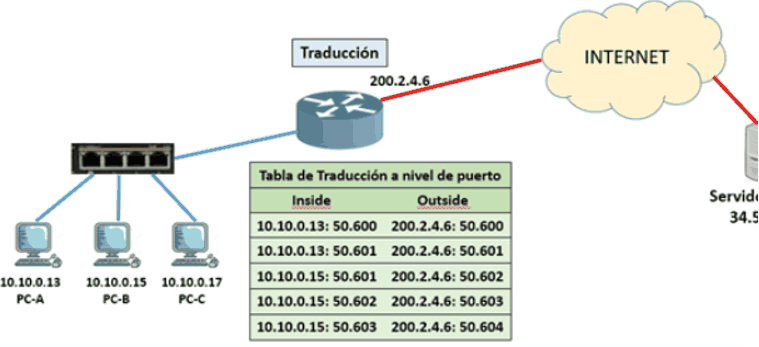 Traducción
INTERNET
200.2.4.6
Tabla de Traducción a nivel de puerto
Inside Outside
10.10.0.13: 50.600 200.2.4.6: 50.600
10.10.0.13: 50.601 200.2.4.6: 50.601
10.10.0.15: 50.601 200.2.4.6: 50.602
10.10.0.15: 50.602 200.2.4.6: 50.603
10.10.0.15: 50.603 200.2.4.6: 50.604
10.10.0.13 10.10.0.15 10.10.0.17
PC-A PC-B PC-C
34.5